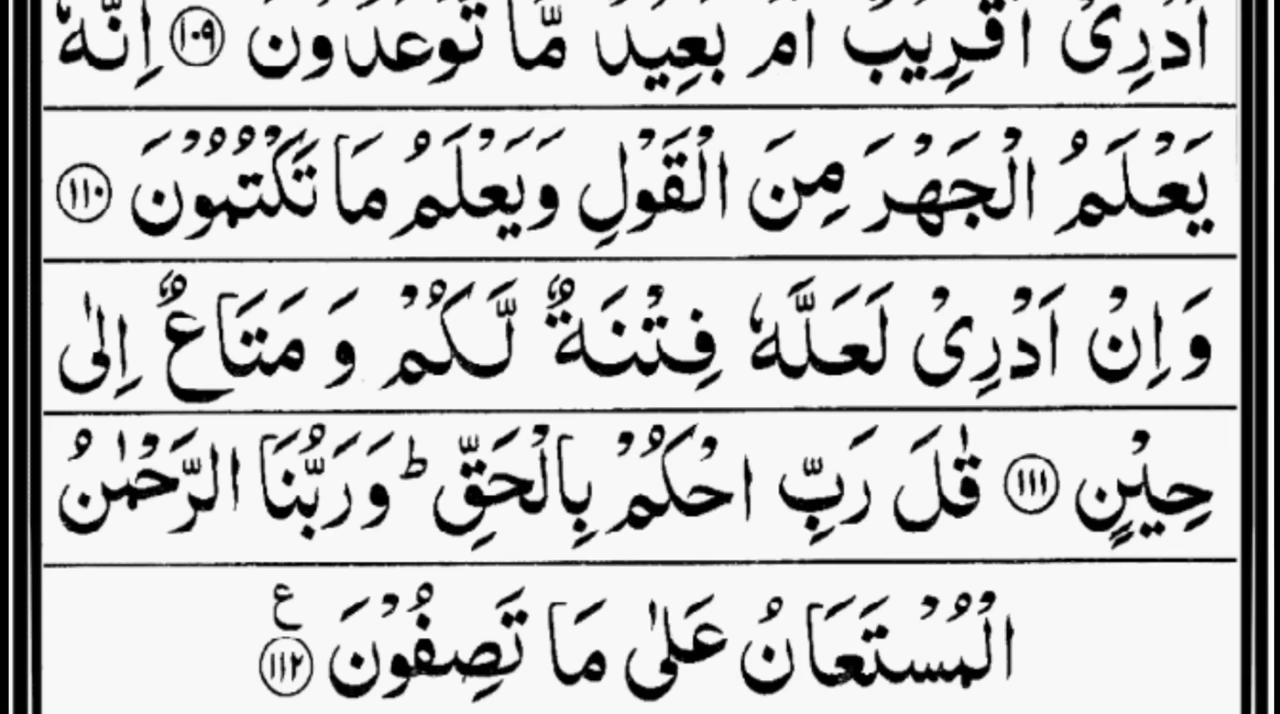 اَدْرِیْۤ اَقَرِیْبٌ اَمْ بَعِیْدٌ مَّا تُوْعَدُوْنَ ﴿۱۰۹﴾ اِنَّهٗ
یَعْلَمُ الْجَهْرَ مِنَ الْقَوْلِ وَیَعْلَمُ مَا تَكْتُمُوْنَ ﴿۱۱۰﴾
وَاِنْ اَدْرِیْ لَعَلَّهٗ فِتْنَةٌ لَّكُمْ وَ مَتَاعٌ اِلٰی
حِیْنٍ ﴿۱۱۱﴾ قٰلَ رَبِّ احْكُمْ بِالْحَقِّ ؕ وَرَبُّنَا الرَّحْمٰنُ
الْمُسْتَعَانُ عَلٰی مَا تَصِفُوْنَ ﴿۱۱۲﴾ ع